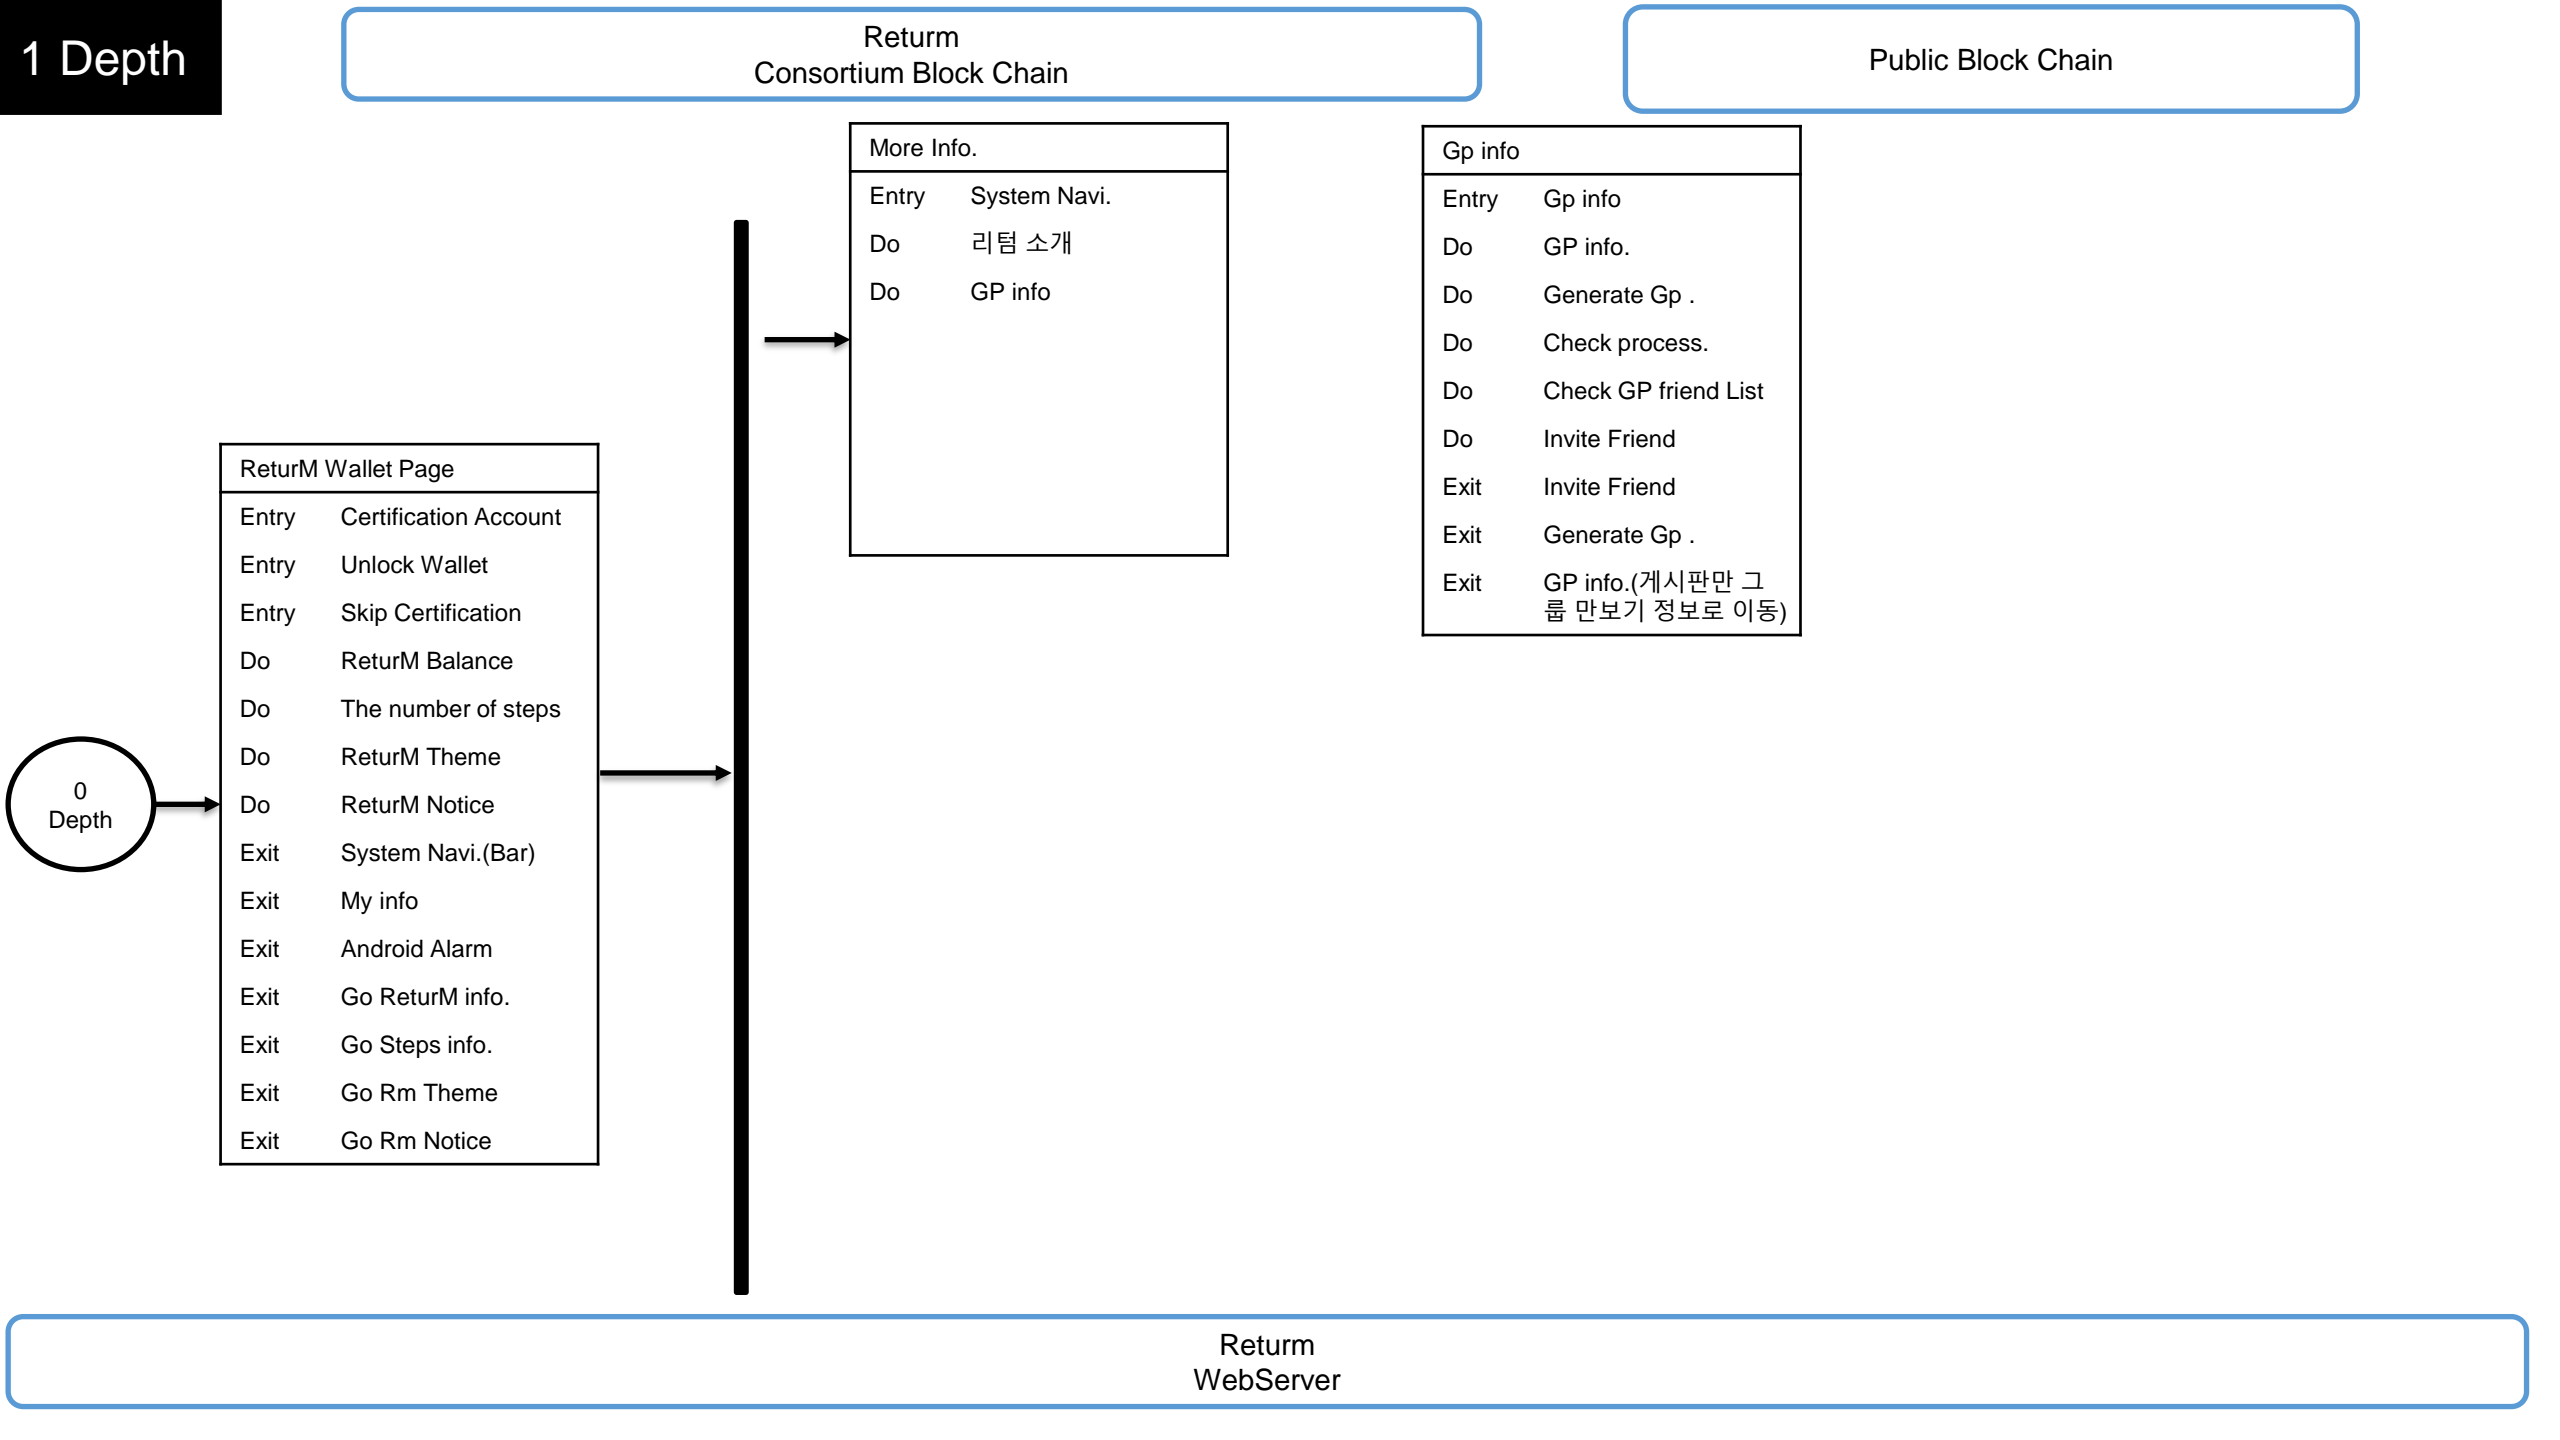 1 Depth
Returm
Consortium Block Chain
Public Block Chain
More Info.
Entry System Navi.
Do 리텀 소개
Do GP info
Gp info
Entry Gp info
Do GP info.
Do Generate Gp .
Do Check process.
Do Check GP friend List
Do Invite Friend
Exit Invite Friend
Exit Generate Gp .
Exit GP info.(게시판만 그
룹 만보기 정보로 이동)
ReturM Wallet Page
Entry Certification Account
Entry Unlock Wallet
Entry Skip Certification
Do ReturM Balance
Do The number of steps
Do ReturM Theme
Do ReturM Notice
Exit System Navi.(Bar)
Exit My info
Exit Android Alarm
Exit Go ReturM info.
Exit Go Steps info.
Exit Go Rm Theme
Exit Go Rm Notice
0
Depth
Returm
WebServer